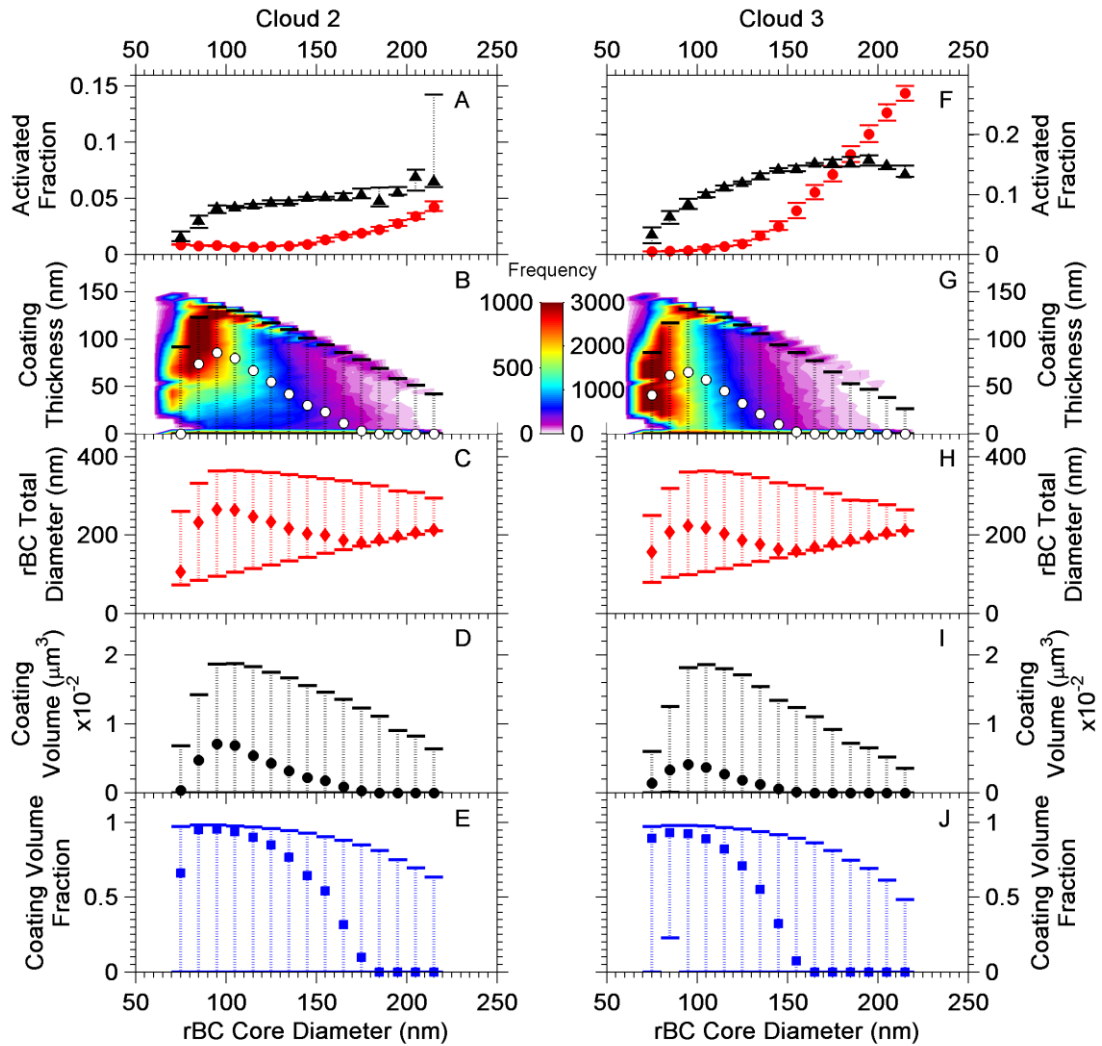 Cloud 2
Cloud 3
50 100 150 200 250
50 100 150 200 250
Activated
Fraction
0.15
0.1
0.05
0
A
F
0.2
0.1
0
Activated
Fraction
Coating
Thickness (nm)
150
100
50
0
B
Frequency
1000
500
0
3000
2000
1000
0
G
150
100
50
0
Coating
Thickness (nm)
rBC Total
Diameter (nm)
400
200
0
C
H
400
200
0
rBC Total
Diameter (nm)
Coating
Volume (μm³)
x10⁻²
2
1
0
D
I
2
1
0
Coating
Volume (μm³)
x10⁻²
Coating Volume
Fraction
1
0.5
0
E
J
1
0.5
0
Coating Volume
Fraction
50 100 150 200 250
50 100 150 200 250
rBC Core Diameter (nm)
rBC Core Diameter (nm)